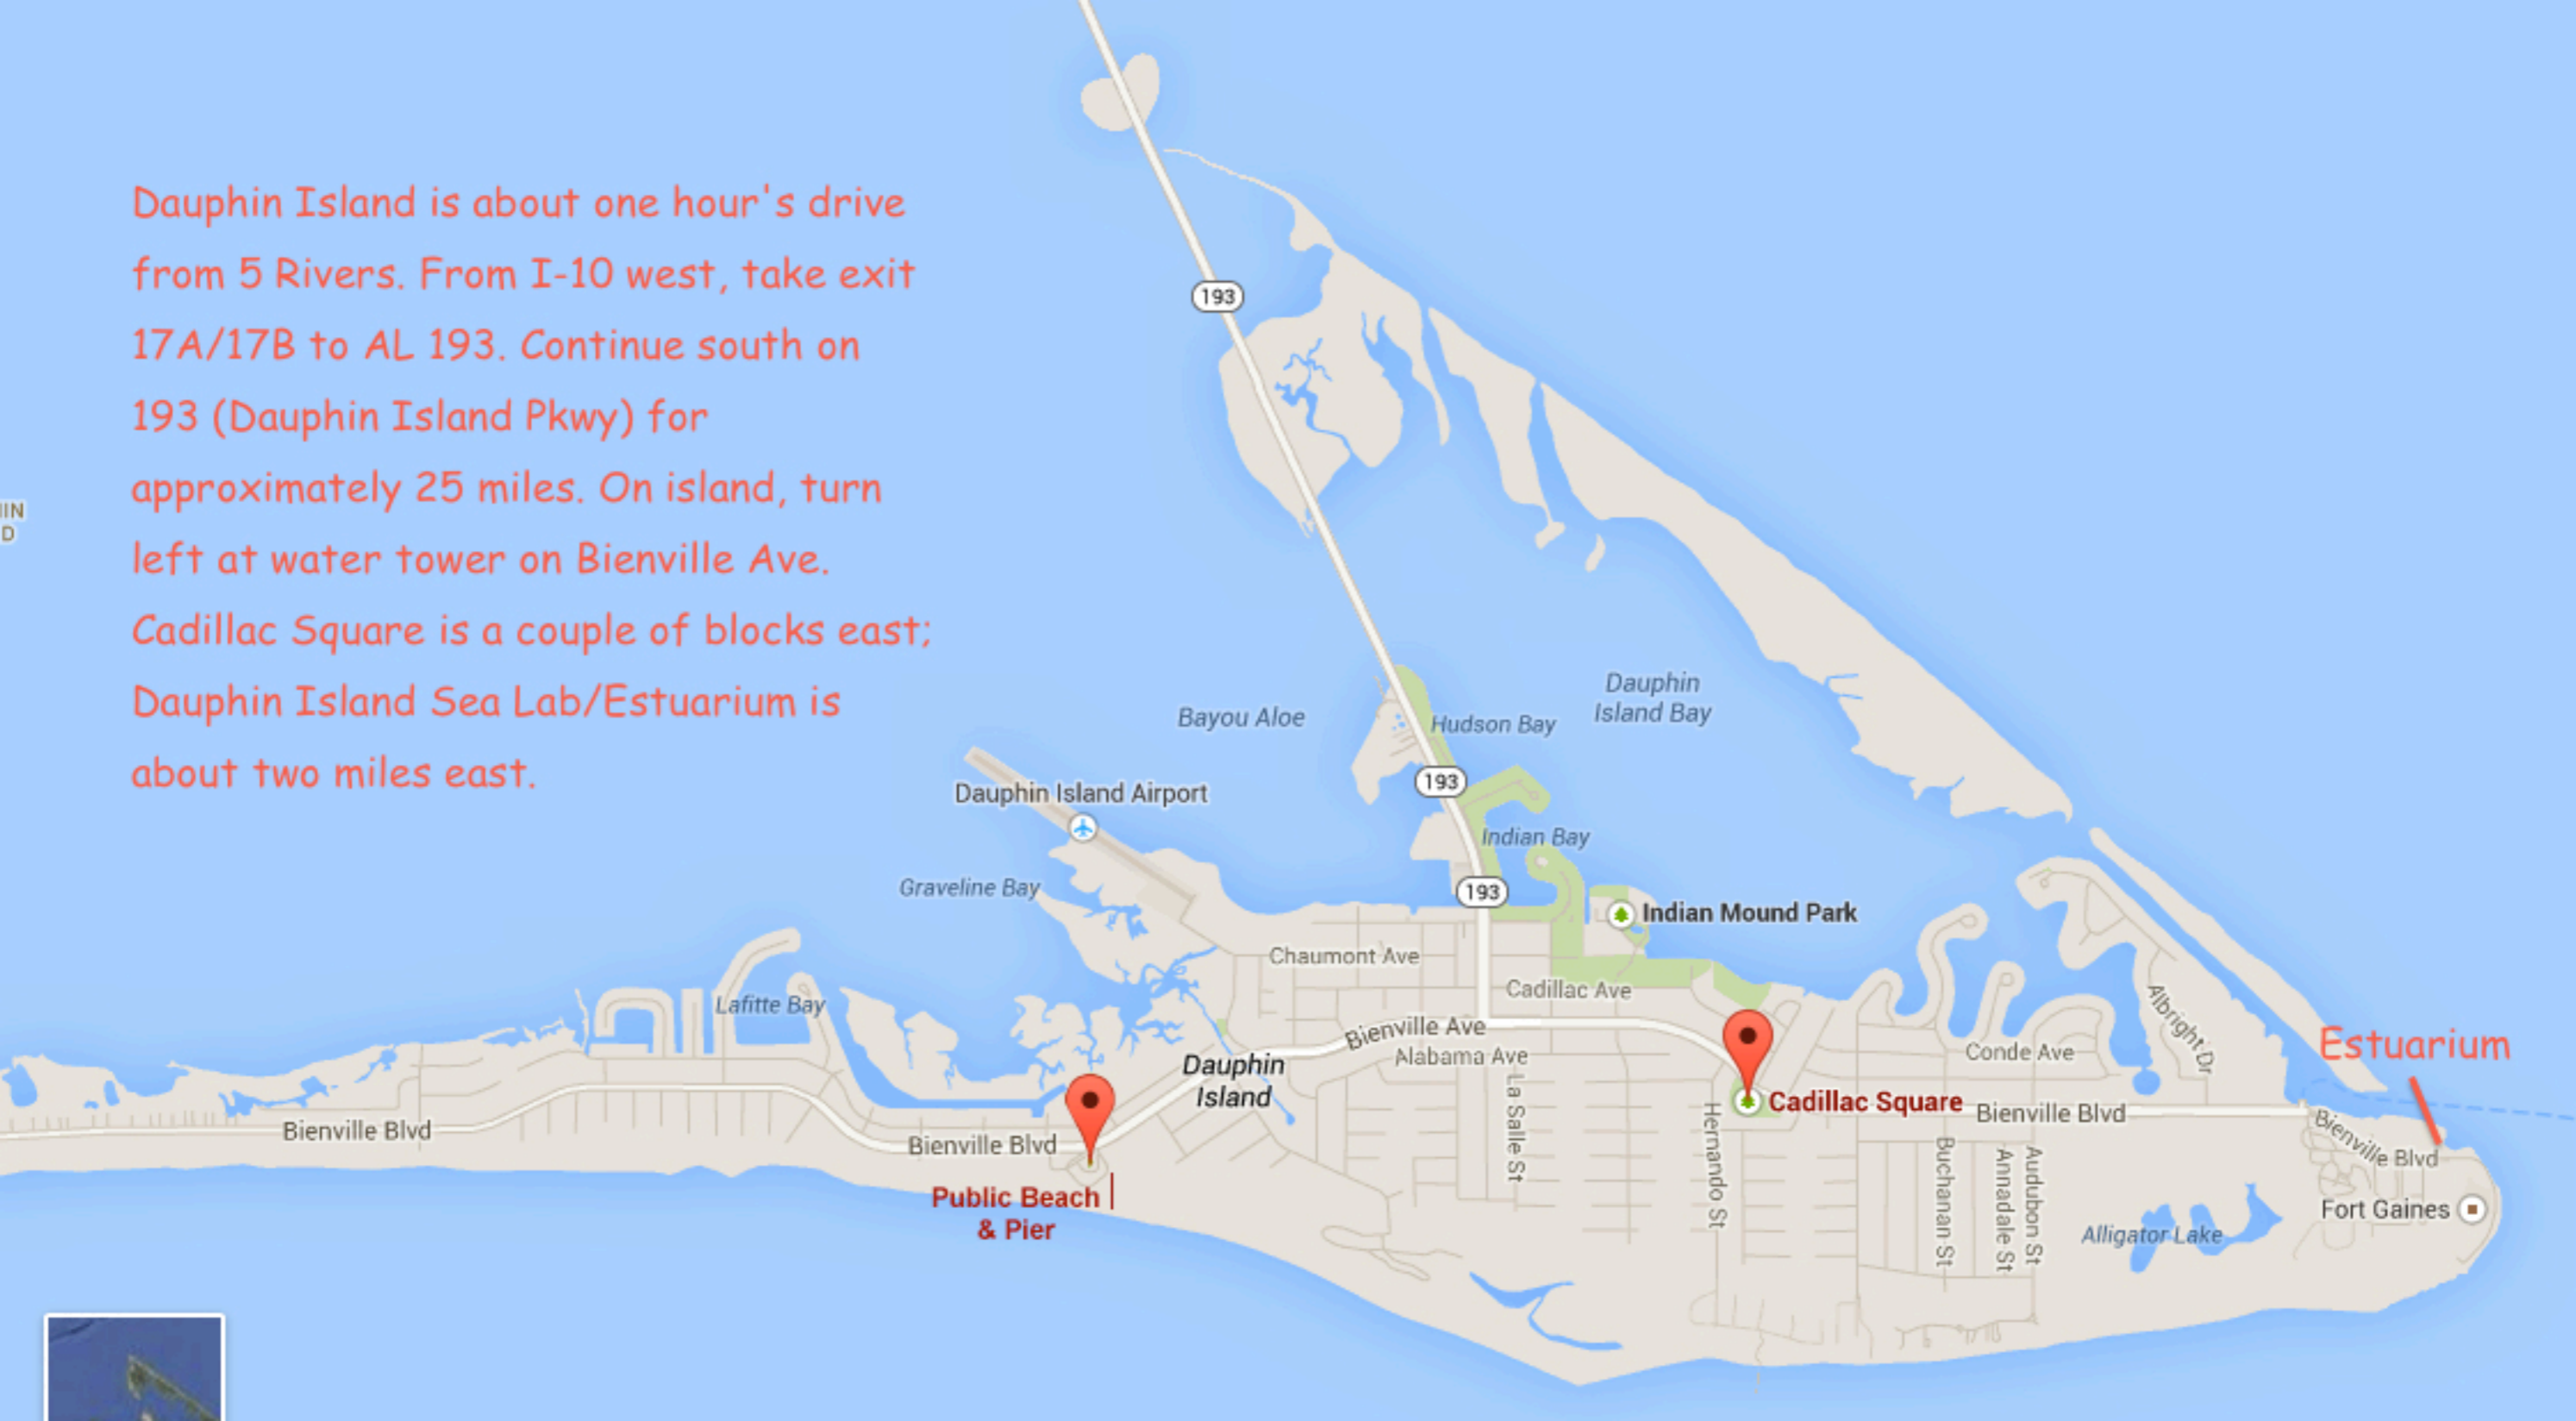 Dauphin Island is about one hour's drive
from 5 Rivers. From I-10 west, take exit
17A/17B to AL 193. Continue south on
193 (Dauphin Island Pkwy) for
approximately 25 miles. On island, turn
left at water tower on Bienville Ave.
Cadillac Square is a couple of blocks east;
Dauphin Island Sea Lab/Estuarium is
about two miles east.
193
IN
D
Dauphin
Island Bay
Bayou Aloe
Hudson Bay
193
Dauphin Island Airport
Indian Bay
Graveline Bay
193
Indian Mound Park
Chaumont Ave
Cadillac Ave
Lafitte Bay
Bienville Ave
Alabama Ave
Albright Dr
Conde Ave
Estuarium
Dauphin
Island
La Salle St
Hernando St
Cadillac Square
Bienville Blvd
Bienville Blvd
Bienville Blvd
Bienville Blvd
Public Beach
& Pier
Buchanan St
Annadale St
Audubon St
Alligator Lake
Fort Gaines